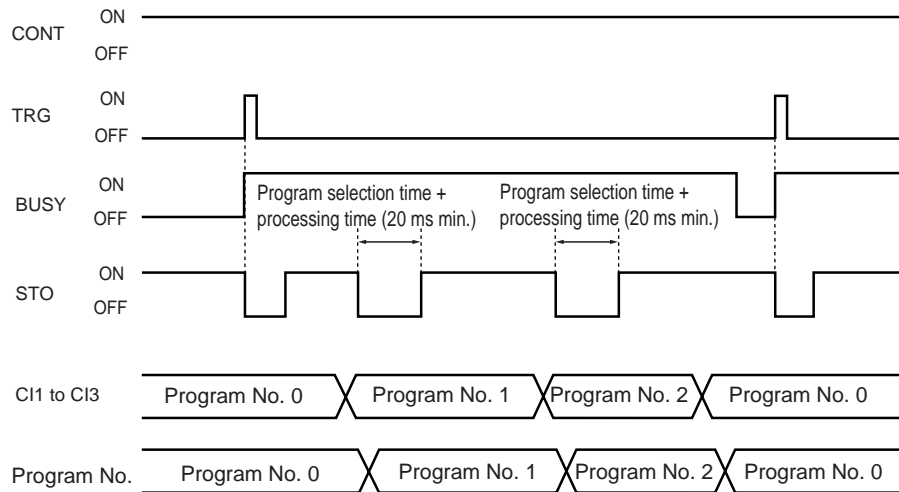 ON
CONT
OFF
ON
TRG
OFF
ON
BUSY
OFF
Program selection time +
processing time (20 ms min.)
Program selection time +
processing time (20 ms min.)
ON
STO
OFF
CI1 to CI3
Program No. 0
Program No. 1
Program No. 2
Program No. 0
Program No.
Program No. 0
Program No. 1
Program No. 2
Program No. 0